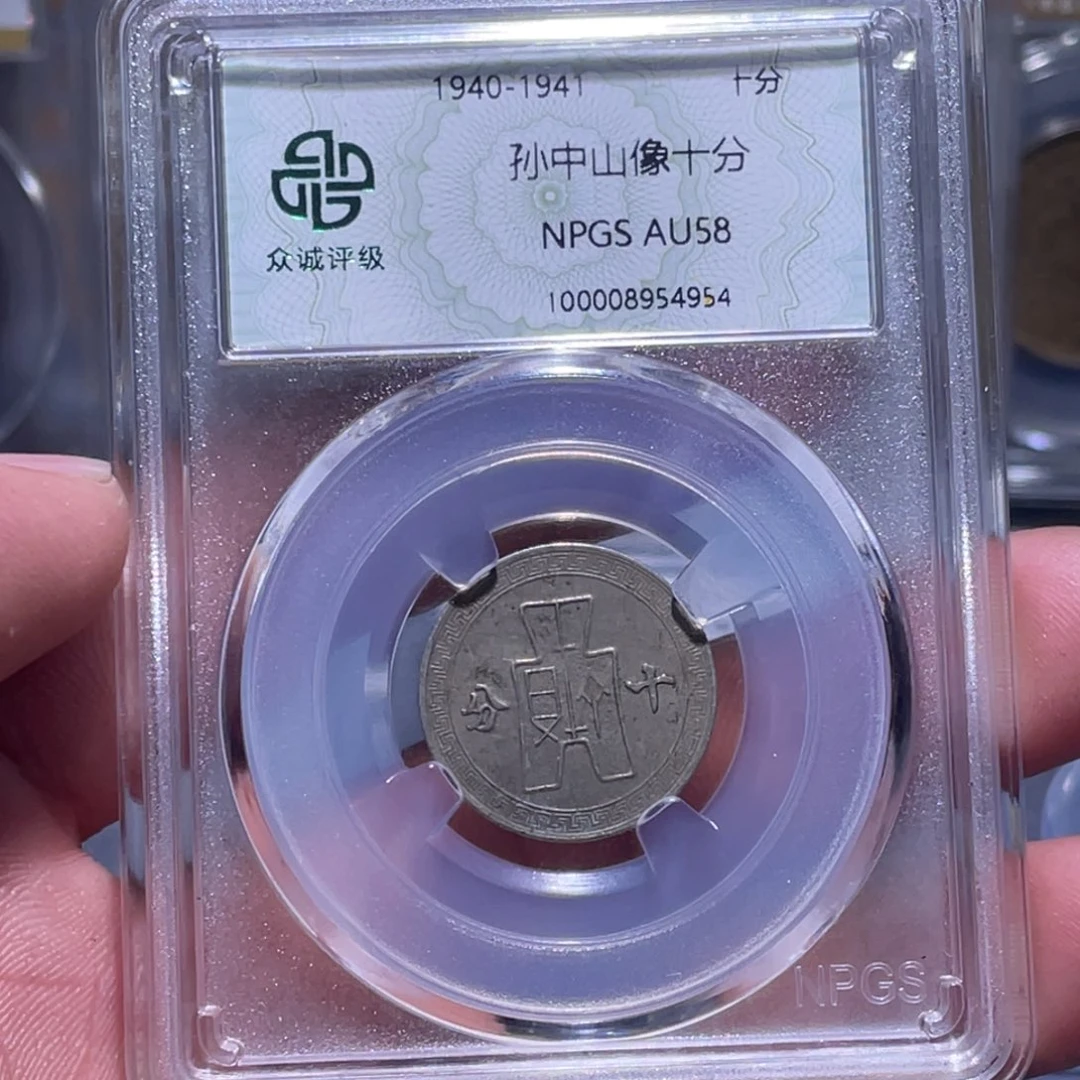 1940-1941 十分
孙中山像十分
NPGS AU58
100008954954
众诚评级
十分
NPGS